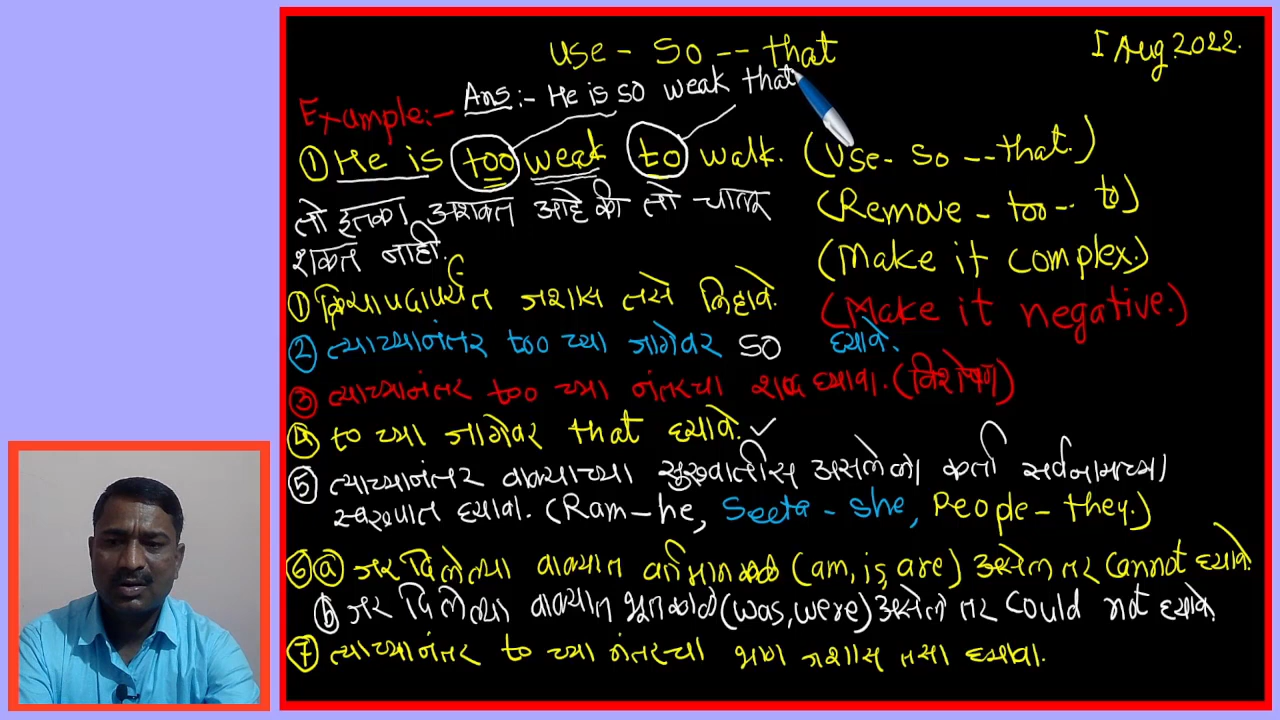 Use - So -- that
1 Aug 2022.
Ans:- He is so weak that
Example:-
① He is too weak to walk. (Use- So -- that.)
तो इतका अशक्त आहे की तो चालू
शकत नाही.
(Remove - too -- to)
(Make it complex.)
(Make it negative.)
① क्रियापदापर्यंत जशास तसे लिहावे.
② त्याच्यानंतर too च्या जागेवर so घ्यावे.
③ त्याच्यानंतर too च्या नंतरचा शब्द घ्यावा. (विशेषण)
④ to च्या जागेवर that घ्यावे.
⑤ त्याच्यानंतर वाक्याच्या सुरुवातीस असलेला कर्ता सर्वनामाच्या
स्वरुपात घ्यावा. (Ram-he, Seeta - she, People - they.)
⑥ ⓐ जर दिलेल्या वाक्यात वर्तमानकाळ (am, is, are) असेल तर Cannot घ्यावे.
ⓑ जर दिलेल्या वाक्यात भूतकाळ (was, were) असेल तर Could not घ्यावे.
⑦ त्याच्यानंतर to च्या नंतरचा भाग जशास तसा घ्यावा.